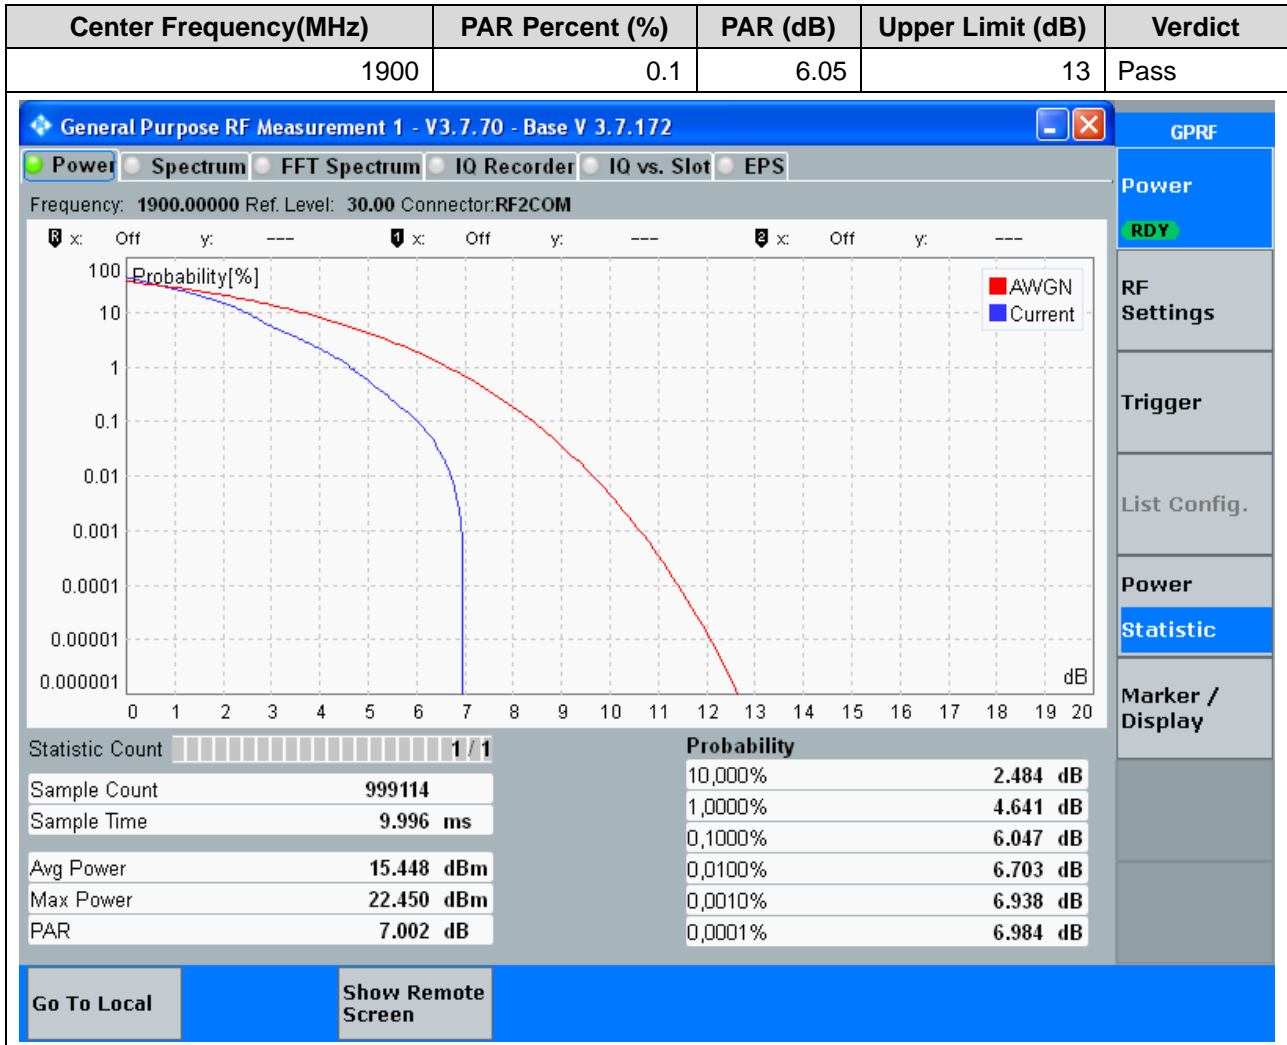 Center Frequency(MHz) PAR Percent (%) PAR (dB) Upper Limit (dB) Verdict
1900 0.1 6.05 13 Pass
General Purpose RF Measurement 1 - V3.7.70 - Base V 3.7.172
GPRF
Power Spectrum FFT Spectrum IQ Recorder IQ vs. Slot EPS
Power
RDY
Frequency: 1900.00000 Ref. Level: 30.00 Connector:RF2COM
R x: Off y: --- 1 x: Off y: --- 2 x: Off y: ---
Probability[%]
AWGN
Current
100
10
1
0.1
0.01
0.001
0.0001
0.00001
0.000001
dB
0 1 2 3 4 5 6 7 8 9 10 11 12 13 14 15 16 17 18 19 20
RF
Settings
Trigger
List Config.
Power
Statistic
Marker /
Display
Statistic Count 1 / 1
Sample Count 999114
Sample Time 9.996 ms
Avg Power 15.448 dBm
Max Power 22.450 dBm
PAR 7.002 dB
Probability
10,000% 2.484 dB
1,0000% 4.641 dB
0,1000% 6.047 dB
0,0100% 6.703 dB
0,0010% 6.938 dB
0,0001% 6.984 dB
Go To Local
Show Remote
Screen